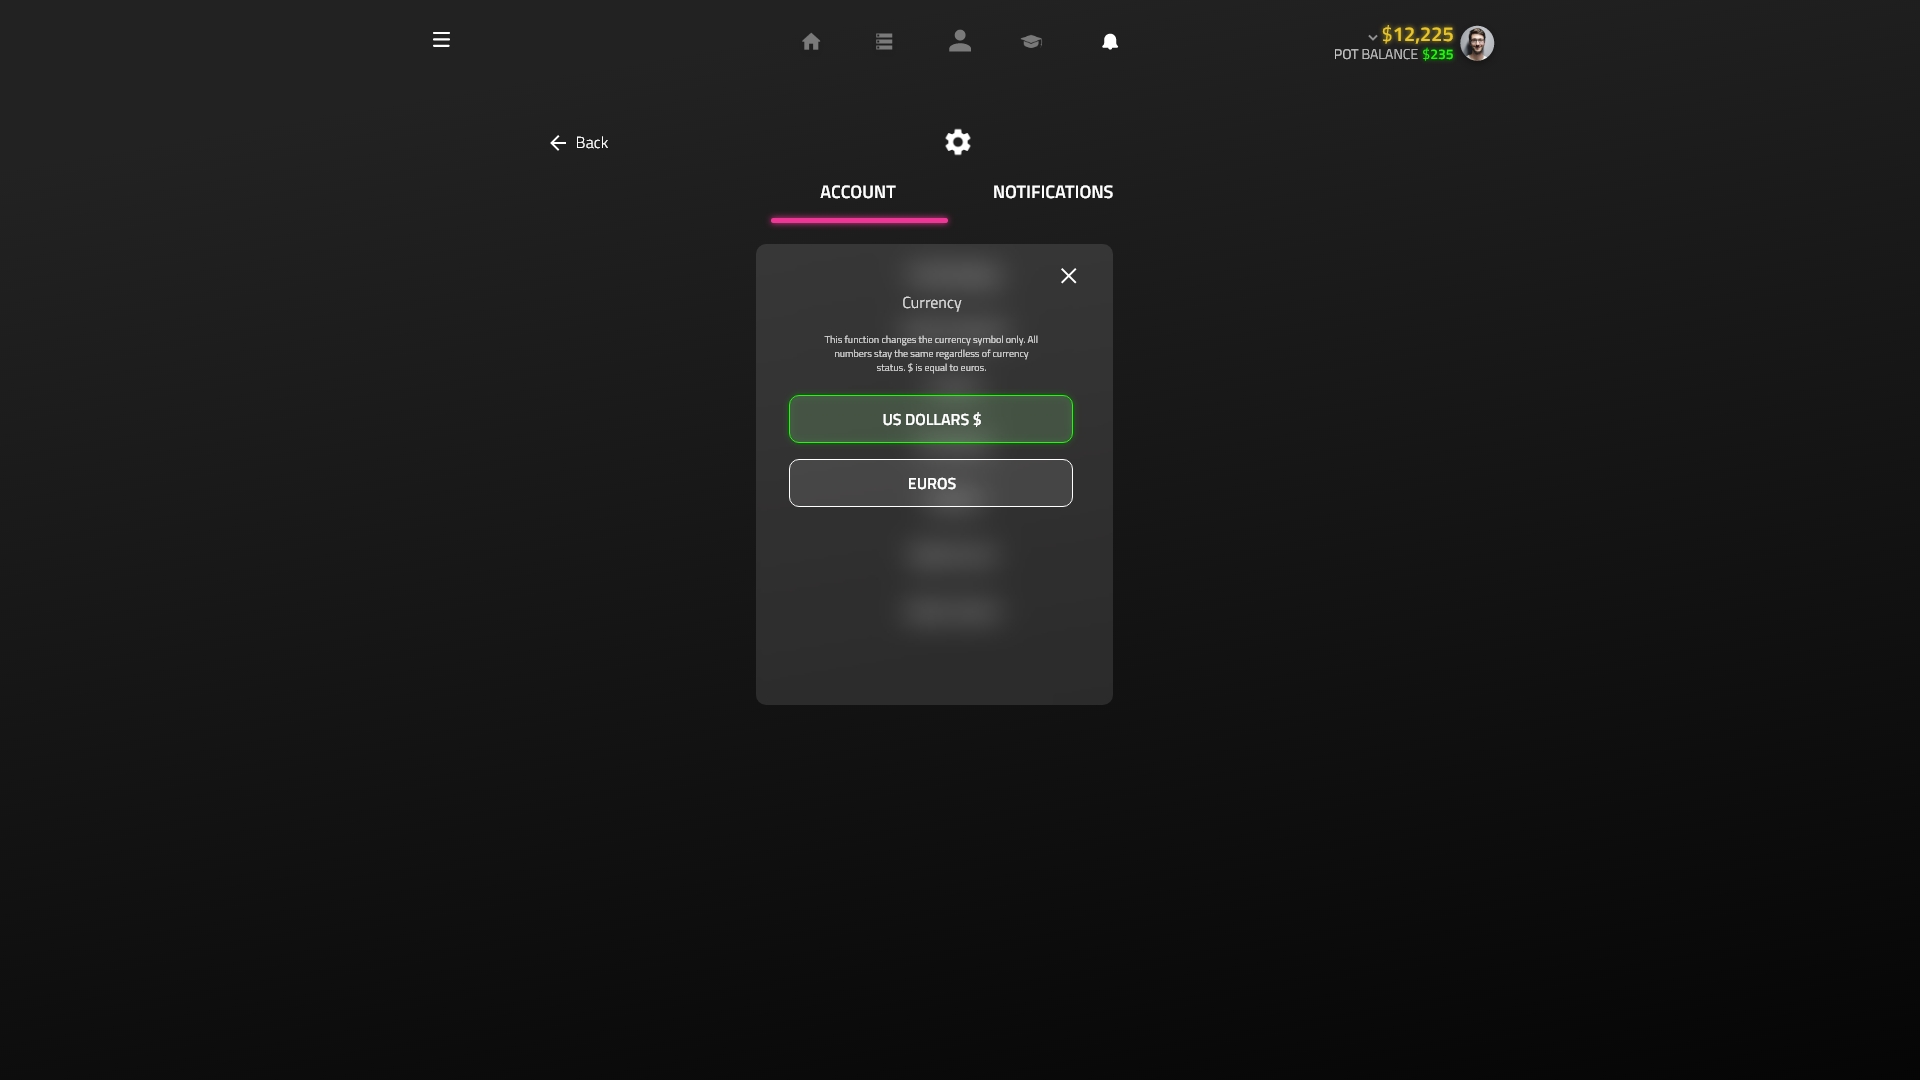 $12,225
POT BALANCE $235
Back
ACCOUNT
NOTIFICATIONS
Currency
This function changes the currency symbol only. All
numbers stay the same regardless of currency
status. $ is equal to euros.
US DOLLARS $
EUROS